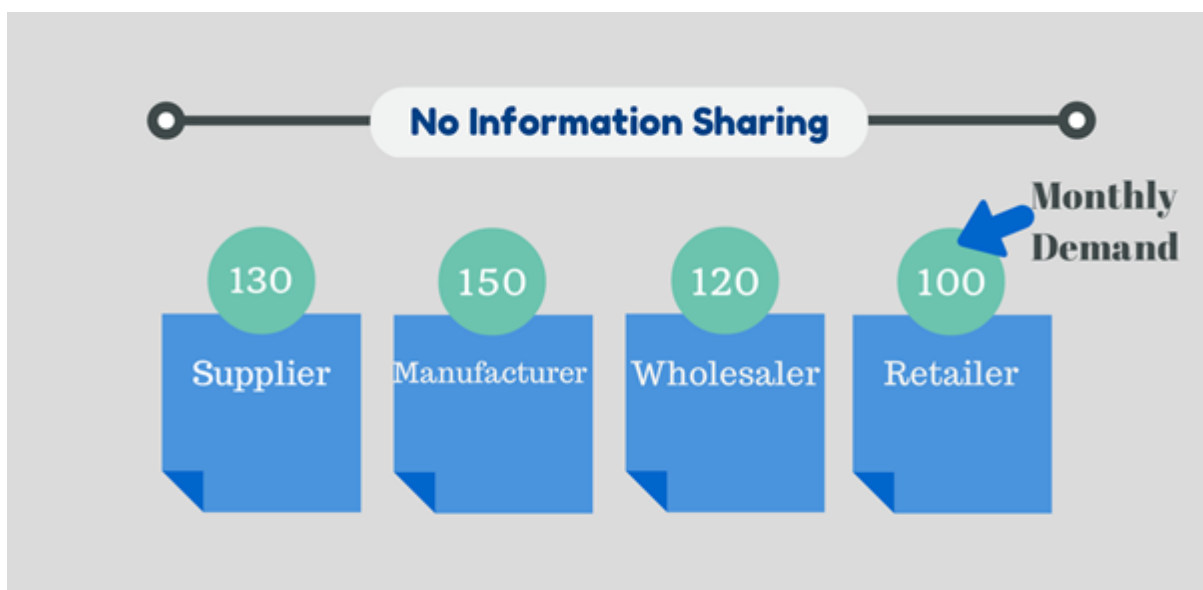 No Information Sharing
Monthly
Demand
130
150
120
100
Supplier
Manufacturer
Wholesaler
Retailer